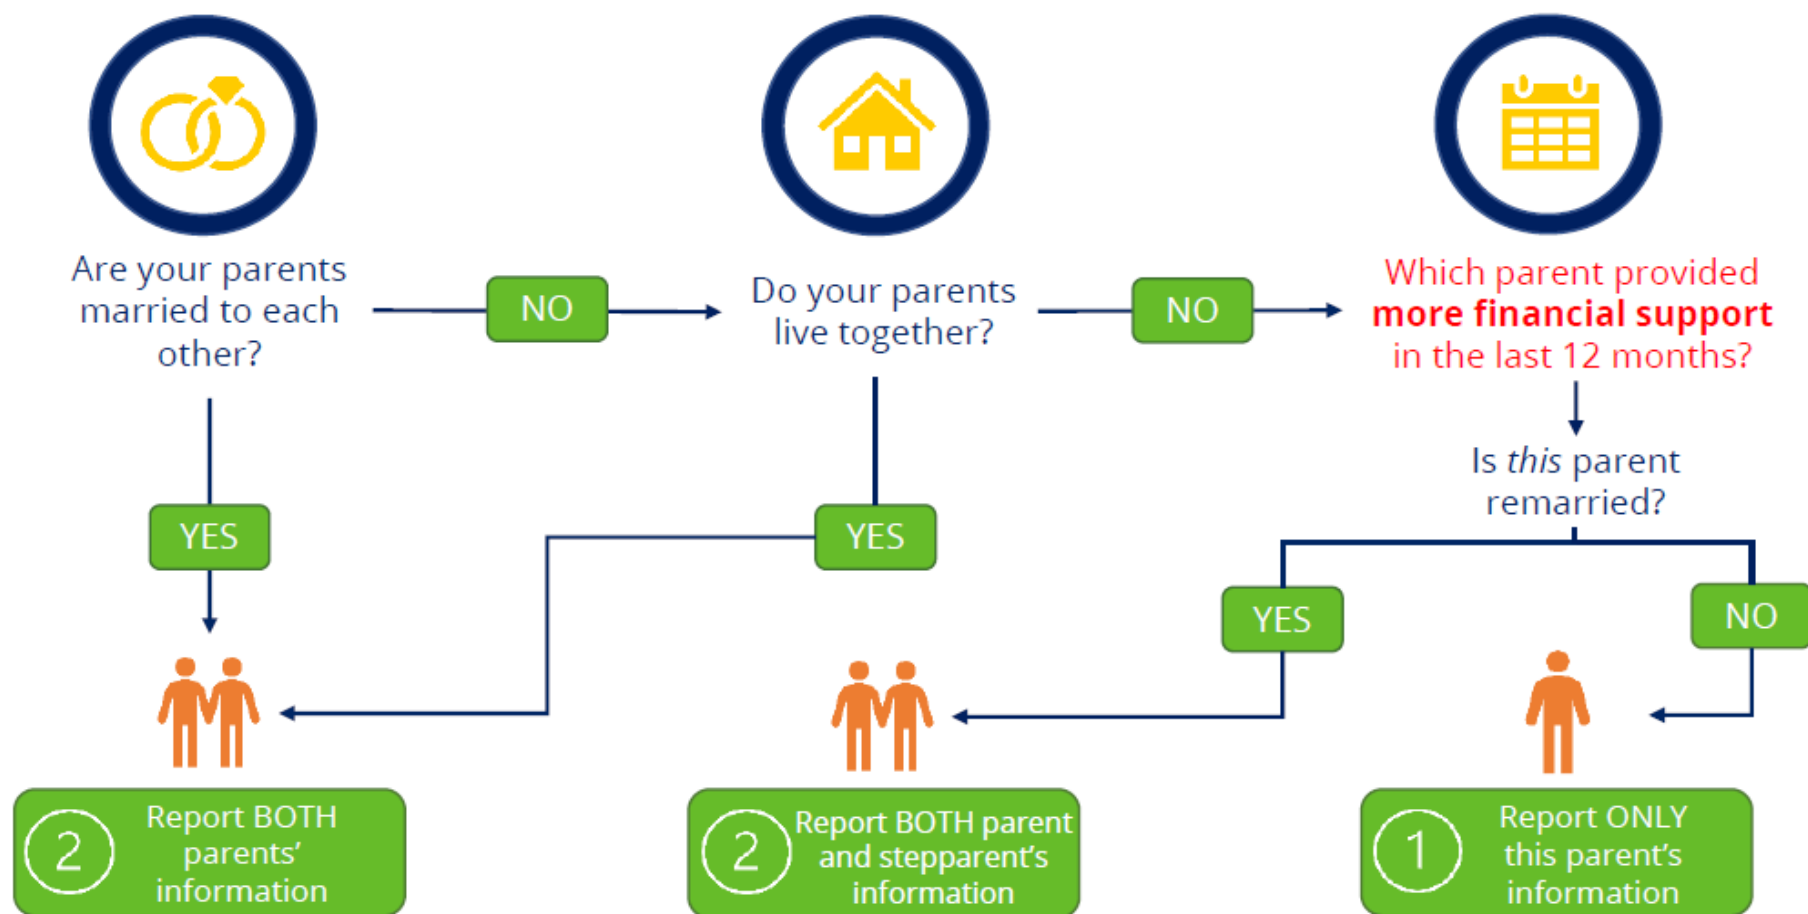 Are your parents
married to each
other?
NO
Do your parents
live together?
NO
Which parent provided
more financial support
in the last 12 months?
Is this parent
remarried?
YES
YES
YES
NO
2
Report BOTH
parents’
information
2
Report BOTH parent
and stepparent’s
information
1
Report ONLY
this parent’s
information